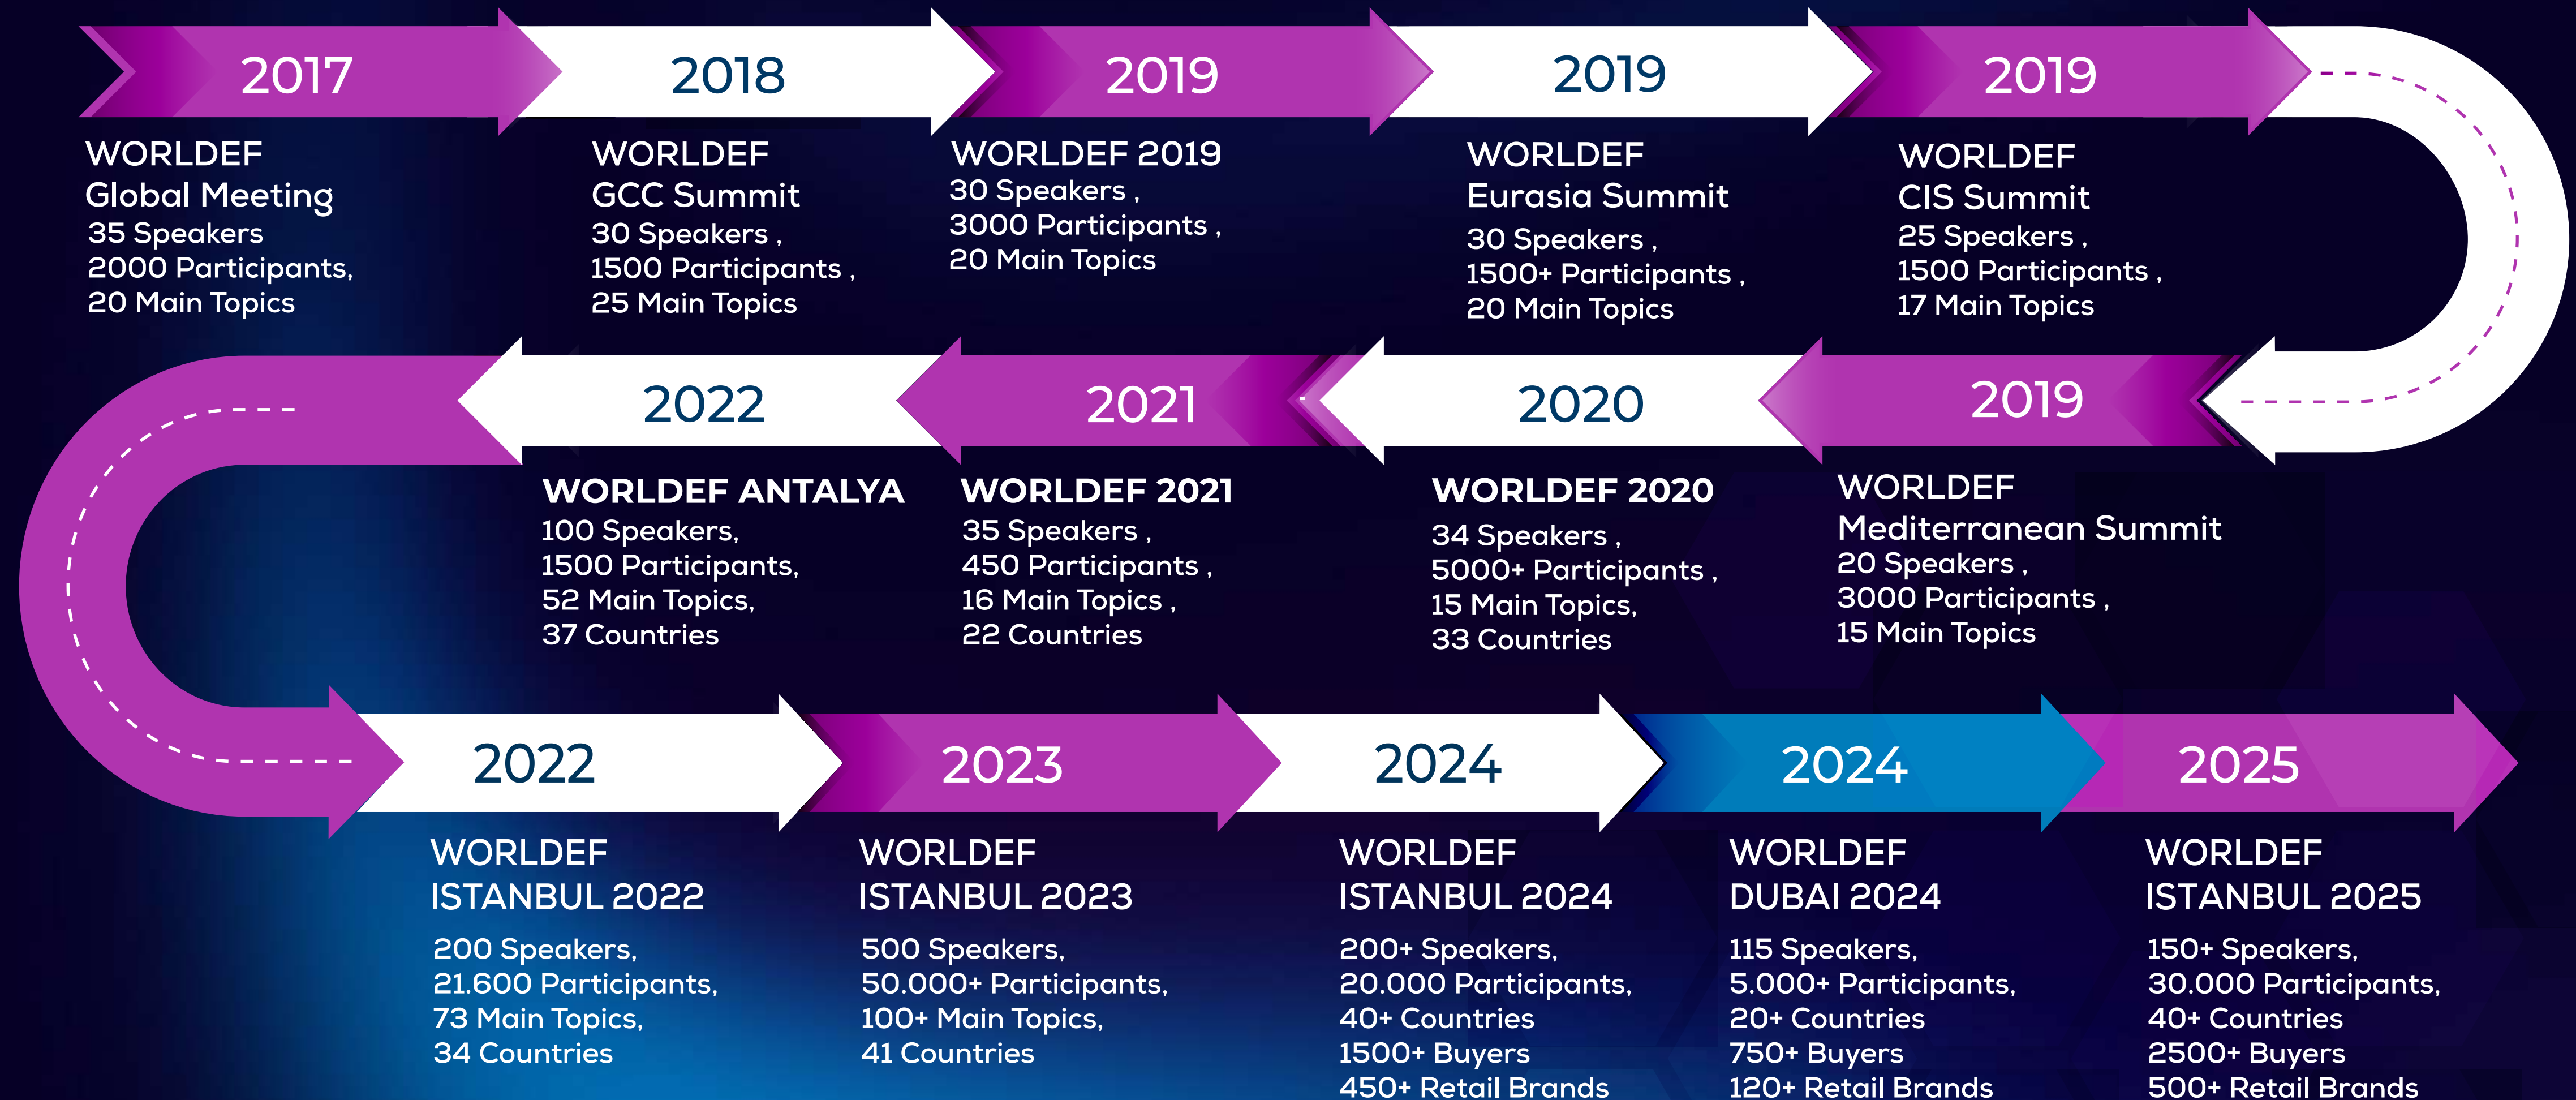 2017
WORLDEF
Global Meeting
35 Speakers
2000 Participants,
20 Main Topics
2018
WORLDEF
GCC Summit
30 Speakers ,
1500 Participants ,
25 Main Topics
2019
WORLDEF 2019
30 Speakers ,
3000 Participants ,
20 Main Topics
2019
WORLDEF
Eurasia Summit
30 Speakers ,
1500+ Participants ,
20 Main Topics
2019
WORLDEF
CIS Summit
25 Speakers ,
1500 Participants ,
17 Main Topics
2019
WORLDEF
Mediterranean Summit
20 Speakers ,
3000 Participants ,
15 Main Topics
2020
WORLDEF 2020
34 Speakers ,
5000+ Participants ,
15 Main Topics,
33 Countries
2021
WORLDEF 2021
35 Speakers ,
450 Participants ,
16 Main Topics ,
22 Countries
2022
WORLDEF ANTALYA
100 Speakers,
1500 Participants,
52 Main Topics,
37 Countries
2022
WORLDEF
ISTANBUL 2022
200 Speakers,
21.600 Participants,
73 Main Topics,
34 Countries
2023
WORLDEF
ISTANBUL 2023
500 Speakers,
50.000+ Participants,
100+ Main Topics,
41 Countries
2024
WORLDEF
ISTANBUL 2024
200+ Speakers,
20.000 Participants,
40+ Countries
1500+ Buyers
450+ Retail Brands
2024
WORLDEF
DUBAI 2024
115 Speakers,
5.000+ Participants,
20+ Countries
750+ Buyers
120+ Retail Brands
2025
WORLDEF
ISTANBUL 2025
150+ Speakers,
30.000 Participants,
40+ Countries
2500+ Buyers
500+ Retail Brands